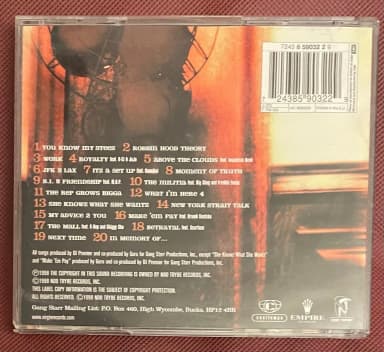 7243 8 59032 2 9
7 24385 90322 9
1 YOU KNOW MY STEEZ 2 ROBBIN HOOD THEORY
3 WORK 4 ROYALTY feat K-Ci & JoJo 5 ABOVE THE CLOUDS feat Inspectah Deck
6 JFK 2 LAX 7 IT'S A SET UP feat Hannibal 8 MOMENT OF TRUTH
9 B.I. VS FRIENDSHIP feat M.O.P. 10 THE MILITIA feat Big Shug and Freddie Foxxx
11 THE REP GROWS BIGGA 12 WHAT I'M HERE 4
13 SHE KNOWS WHAT SHE WANTZ 14 NEW YORK STRAIT TALK
15 MY ADVICE 2 YOU 16 MAKE 'EM PAY feat Krumb Snatcha
17 THE MALL feat G Dep and Shiggy Sha 18 BETRAYAL feat Scarface
19 NEXT TIME 20 IN MEMORY OF...
All songs produced by DJ Premier and co-produced by Guru for Gang Starr Productions, Inc., except "She Knows What She Wantz"
and "Make 'Em Pay" produced by Guru and co-produced by DJ Premier for Gang Starr Productions, Inc.
℗1998 THE COPYRIGHT IN THIS SOUND RECORDING IS OWNED BY NOO TRYBE RECORDS, INC.
©1998 NOO TRYBE RECORDS, INC.
THIS LABEL COPY INFORMATION IS THE SUBJECT OF COPYRIGHT PROTECTION.
ALL RIGHTS RESERVED. ©1998 NOO TRYBE RECORDS, INC.
Gang Starr Mailing List: P.O. Box 460, High Wycombe, Bucks. HP12 4HR
www.virginrecords.com
EMPIRE